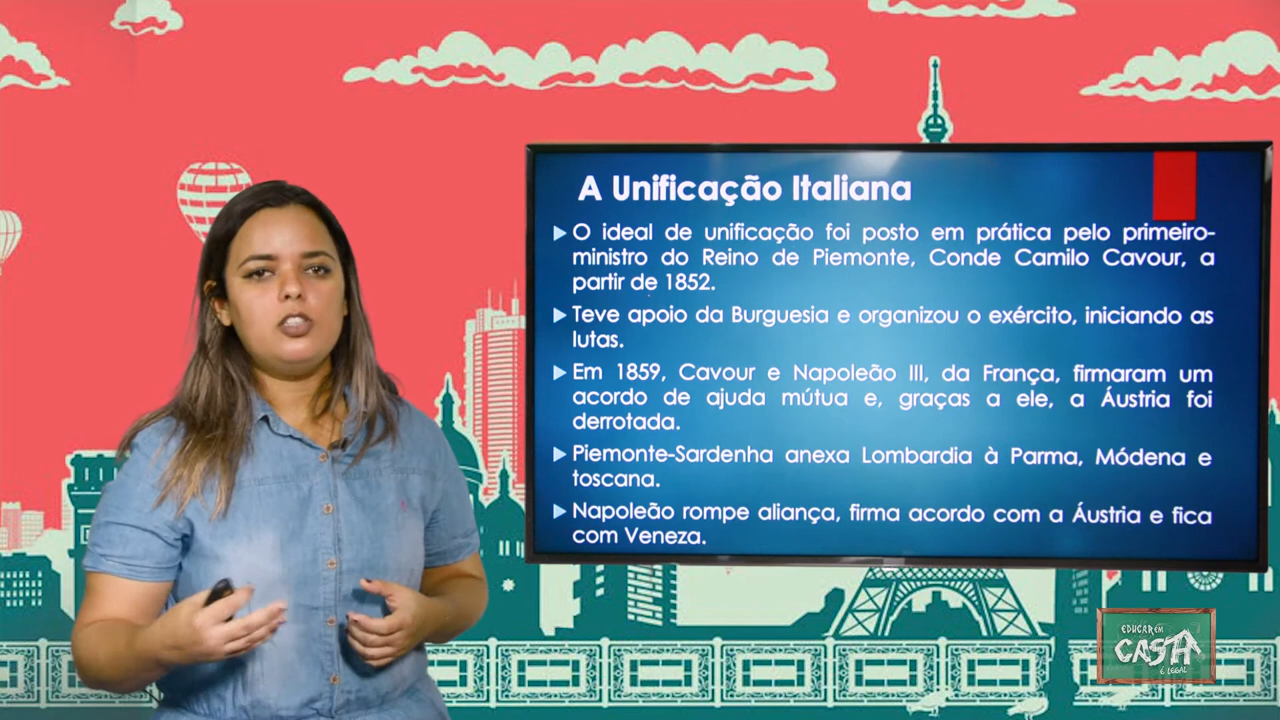 A Unificação Italiana
O ideal de unificação foi posto em prática pelo primeiro-
ministro do Reino de Piemonte, Conde Camilo Cavour, a
partir de 1852.
Teve apoio da Burguesia e organizou o exército, iniciando as
lutas.
Em 1859, Cavour e Napoleão III, da França, firmaram um
acordo de ajuda mútua e, graças a ele, a Áustria foi
derrotada.
Piemonte-Sardenha anexa Lombardia à Parma, Módena e
toscana.
Napoleão rompe aliança, firma acordo com a Áustria e fica
com Veneza.
EDUCAR EM
CASA
É LEGAL